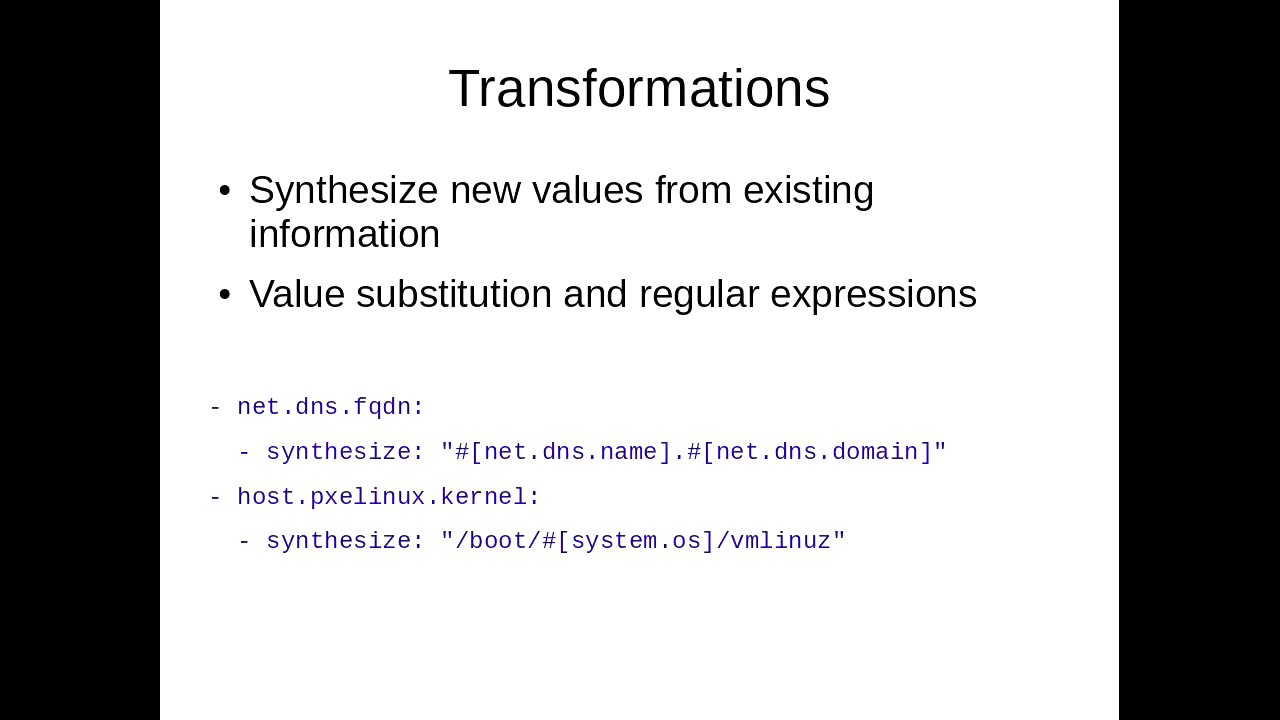 Transformations
• Synthesize new values from existing
information
• Value substitution and regular expressions
- net.dns.fqdn:
- synthesize: "#[net.dns.name].#[net.dns.domain]"
- host.pxelinux.kernel:
- synthesize: "/boot/#[system.os]/vmlinuz"